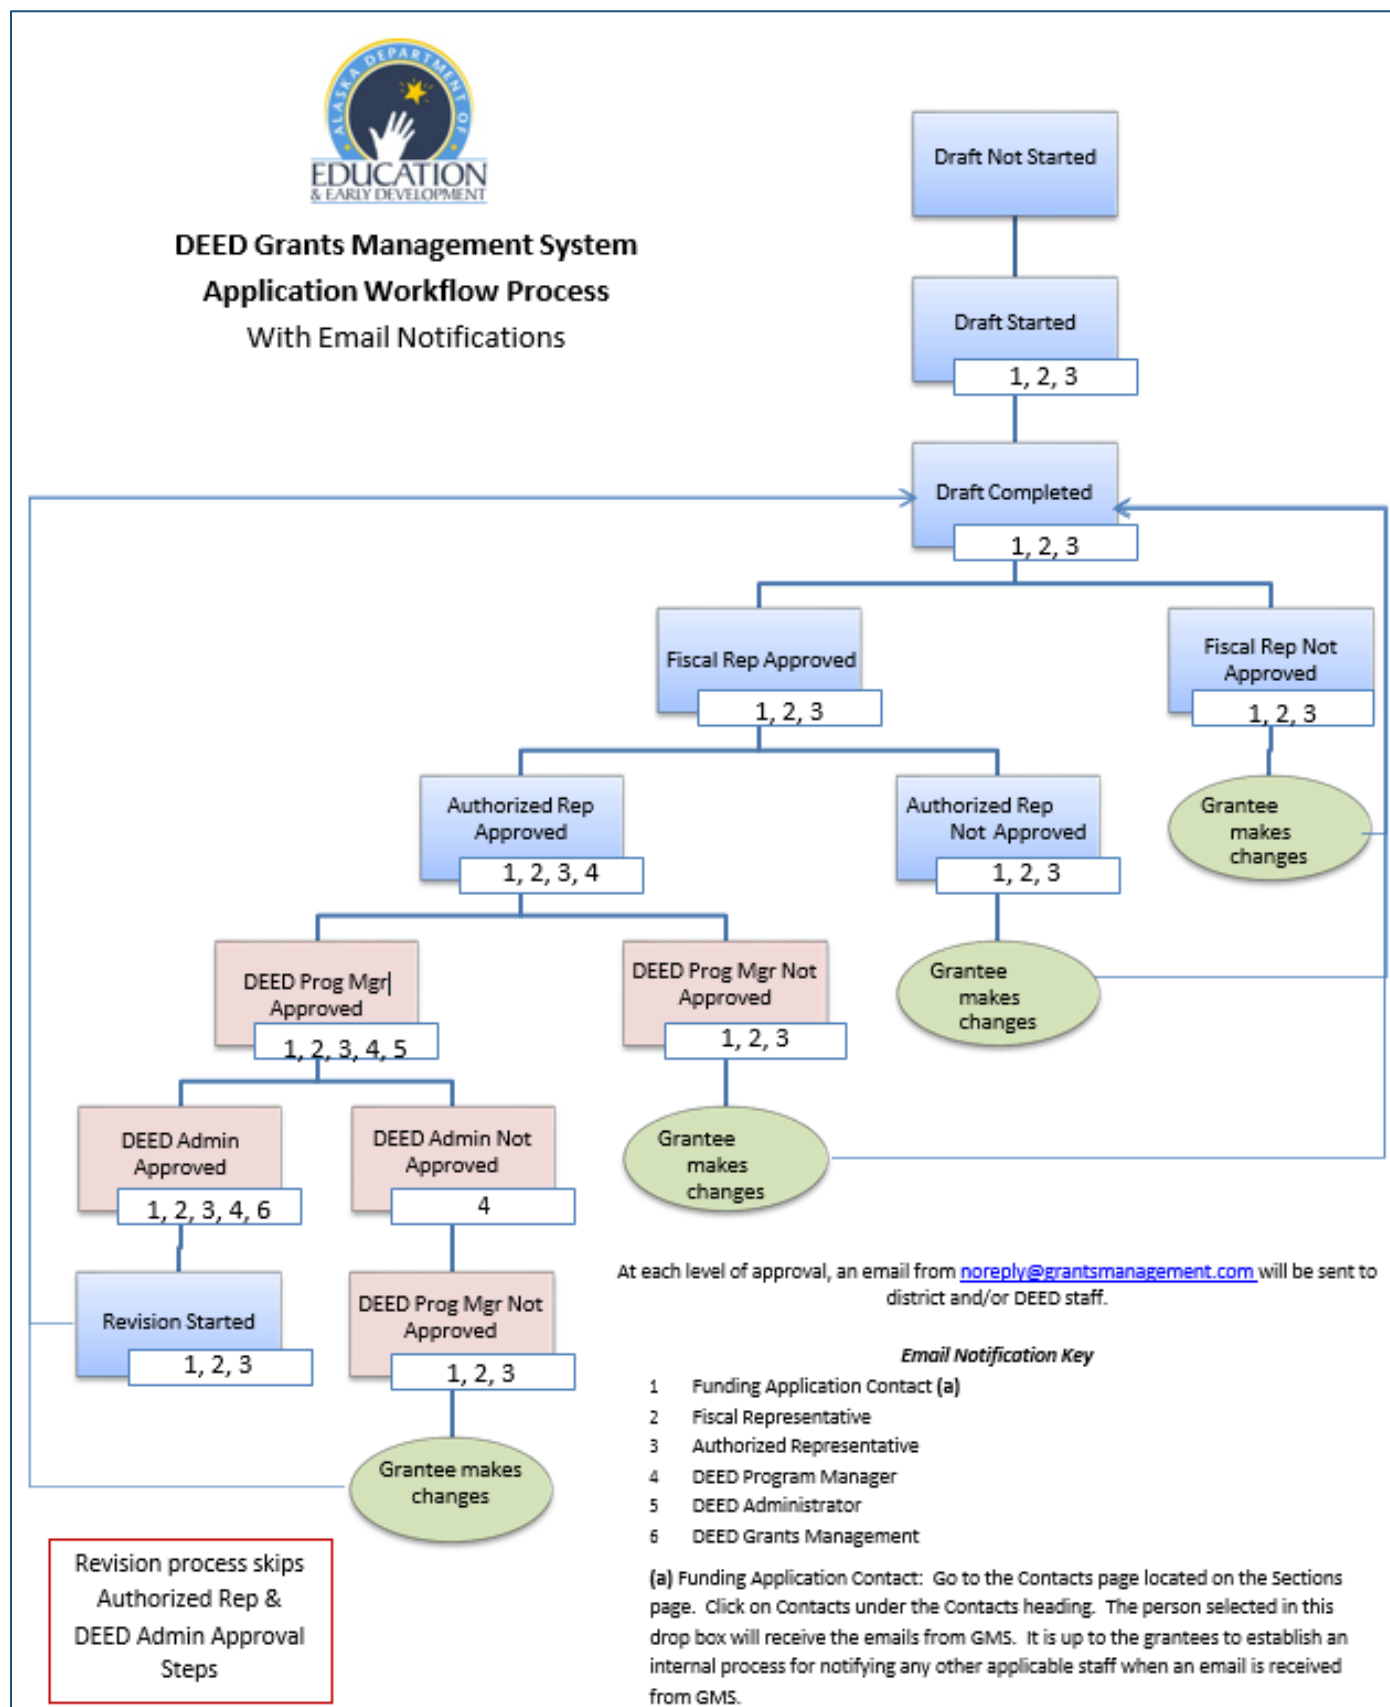 ALASKA DEPARTMENT OF
EDUCATION
& EARLY DEVELOPMENT
DEED Grants Management System
Application Workflow Process
With Email Notifications
Draft Not Started
Draft Started
1, 2, 3
Draft Completed
1, 2, 3
Fiscal Rep Approved
1, 2, 3
Fiscal Rep Not
Approved
1, 2, 3
Authorized Rep
Approved
1, 2, 3, 4
Authorized Rep
Not Approved
1, 2, 3
Grantee
makes
changes
DEED Prog Mgr
Approved
1, 2, 3, 4, 5
DEED Prog Mgr Not
Approved
1, 2, 3
Grantee
makes
changes
DEED Admin
Approved
1, 2, 3, 4, 6
DEED Admin Not
Approved
4
Grantee
makes
changes
Revision Started
1, 2, 3
DEED Prog Mgr Not
Approved
1, 2, 3
Grantee makes
changes
At each level of approval, an email from noreply@grantsmanagement.com will be sent to
district and/or DEED staff.
Email Notification Key
1 Funding Application Contact (a)
2 Fiscal Representative
3 Authorized Representative
4 DEED Program Manager
5 DEED Administrator
6 DEED Grants Management
(a) Funding Application Contact: Go to the Contacts page located on the Sections
page. Click on Contacts under the Contacts heading. The person selected in this
drop box will receive the emails from GMS. It is up to the grantees to establish an
internal process for notifying any other applicable staff when an email is received
from GMS.
Revision process skips
Authorized Rep &
DEED Admin Approval
Steps